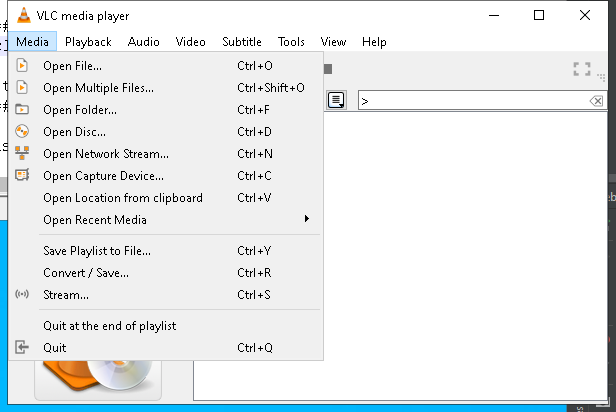 VLC media player
Media Playback Audio Video Subtitle Tools View Help
Open File... Ctrl+O
Open Multiple Files... Ctrl+Shift+O
Open Folder... Ctrl+F
Open Disc... Ctrl+D
Open Network Stream... Ctrl+N
Open Capture Device... Ctrl+C
Open Location from clipboard Ctrl+V
Open Recent Media
Save Playlist to File... Ctrl+Y
Convert / Save... Ctrl+R
Stream... Ctrl+S
Quit at the end of playlist
Quit Ctrl+Q
>